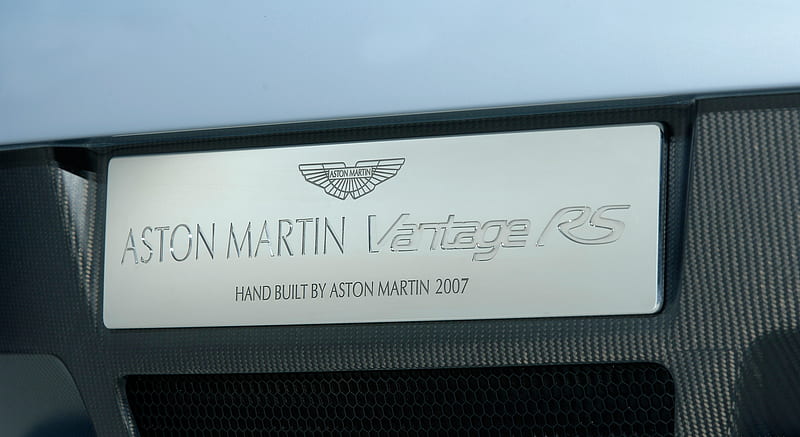 ASTON MARTIN
ASTON MARTIN Vantage RS
HAND BUILT BY ASTON MARTIN 2007